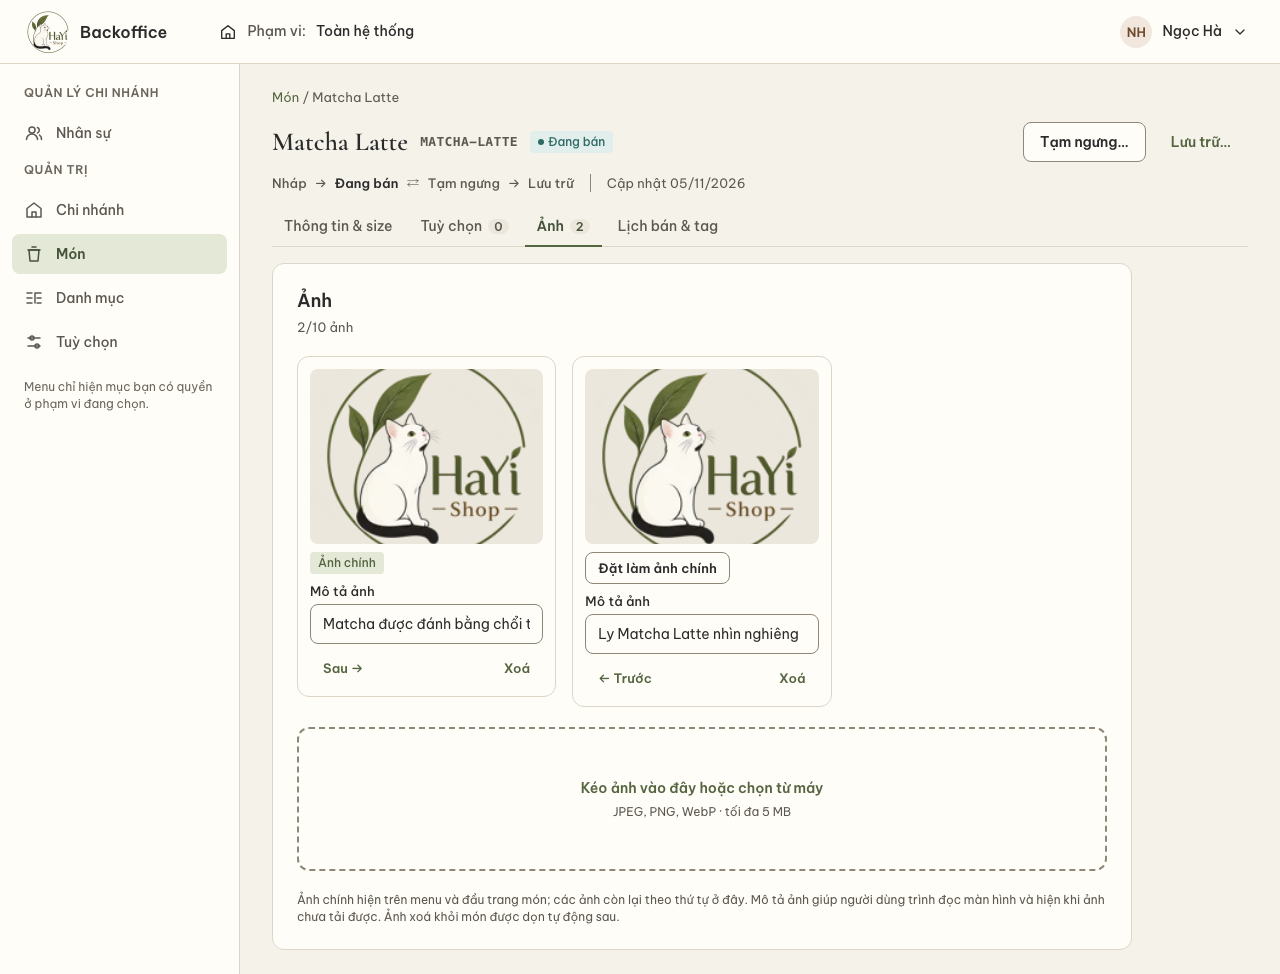 HaYi
Shop
Backoffice
Phạm vi: Toàn hệ thống
NH
Ngọc Hà
QUẢN LÝ CHI NHÁNH
Nhân sự
QUẢN TRỊ
Chi nhánh
Món
Danh mục
Tuỳ chọn
Menu chỉ hiện mục bạn có quyền
ở phạm vi đang chọn.
Món / Matcha Latte
Matcha Latte MATCHA-LATTE Đang bán
Tạm ngưng... Lưu trữ...
Nháp → Đang bán ⇄ Tạm ngưng → Lưu trữ Cập nhật 05/11/2026
Thông tin & size Tuỳ chọn 0 Ảnh 2 Lịch bán & tag
Ảnh
2/10 ảnh
HaYi
– Shop –
Ảnh chính
Mô tả ảnh
Matcha được đánh bằng chổi t
Sau → Xoá
HaYi
– Shop –
Đặt làm ảnh chính
Mô tả ảnh
Ly Matcha Latte nhìn nghiêng
← Trước Xoá
Kéo ảnh vào đây hoặc chọn từ máy
JPEG, PNG, WebP · tối đa 5 MB
Ảnh chính hiện trên menu và đầu trang món; các ảnh còn lại theo thứ tự ở đây. Mô tả ảnh giúp người dùng trình đọc màn hình và hiện khi ảnh
chưa tải được. Ảnh xoá khỏi món được dọn tự động sau.